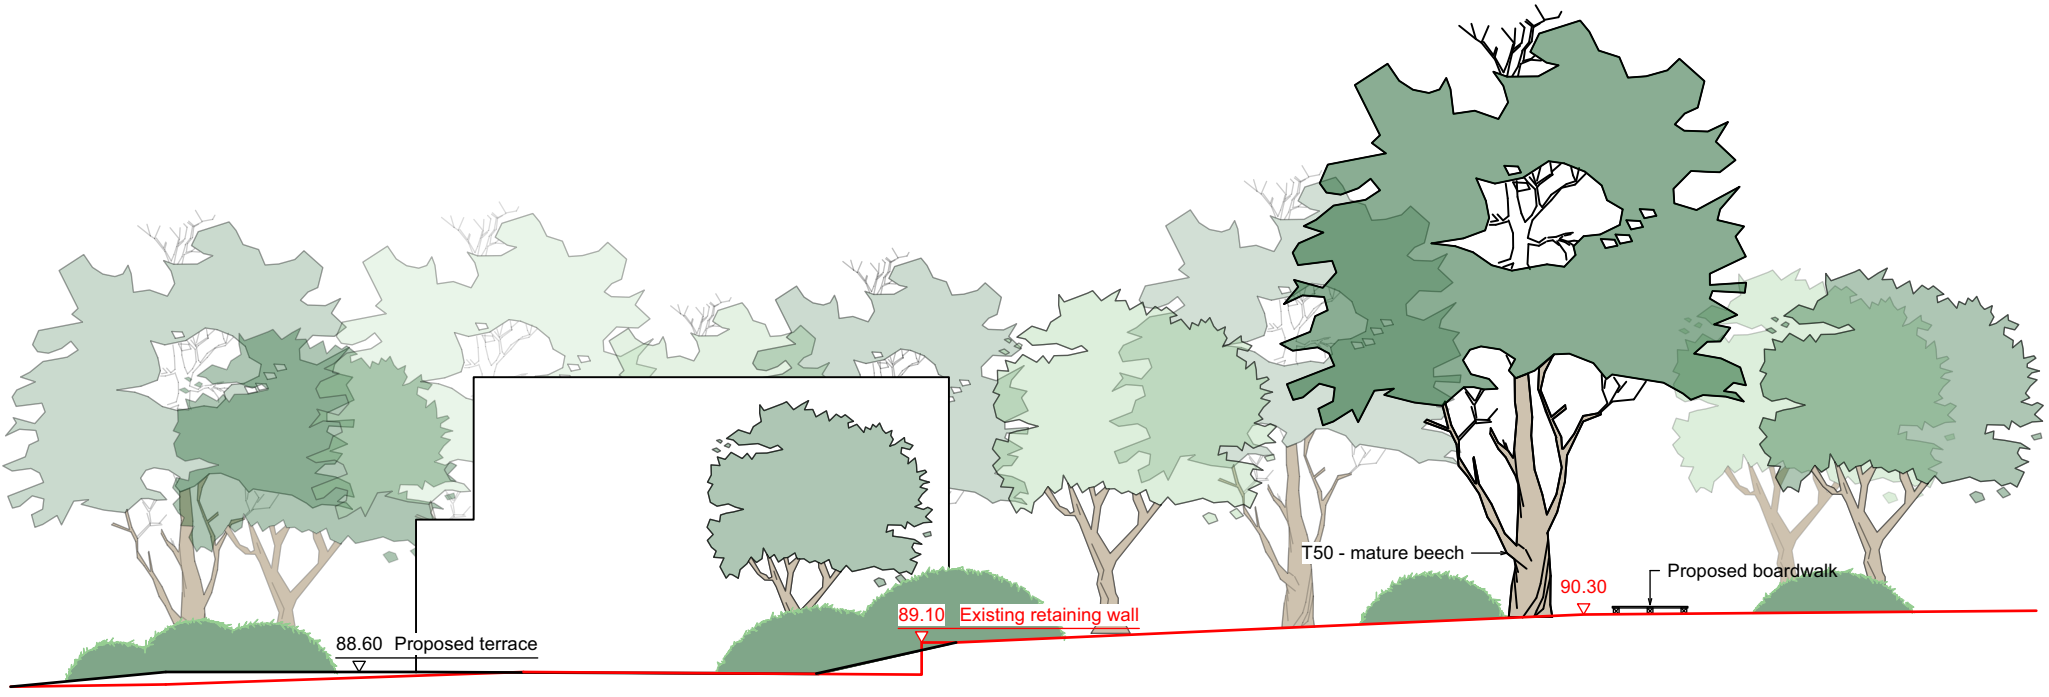 T50 - mature beech
Proposed boardwalk
90.30
89.10 Existing retaining wall
88.60 Proposed terrace